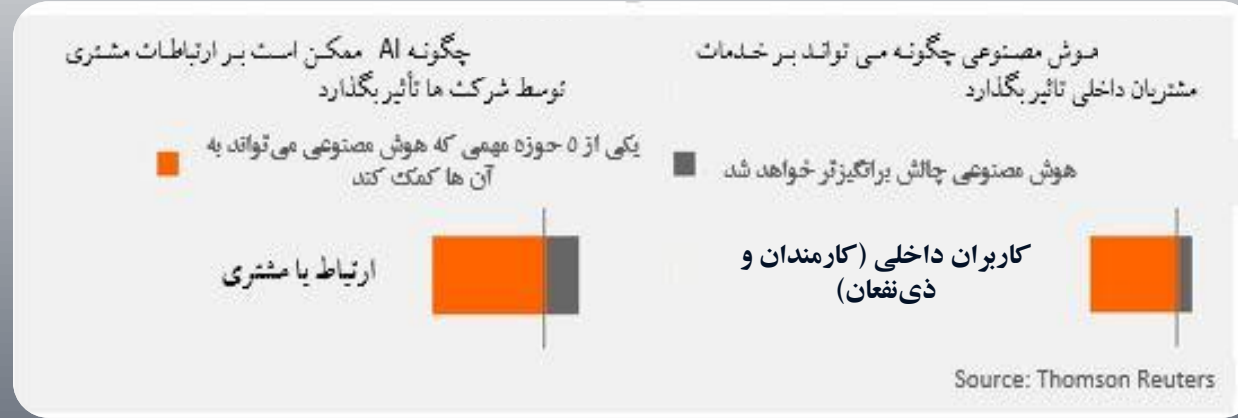 هوش مصنوعی چگونه می تواند بر خدمات
مشتریان داخلی تاثیر بگذارد
چگونه AI ممکن است بر ارتباطات مشتری
توسط شرکت ها تأثیر بگذارد
هوش مصنوعی چالش برانگیزتر خواهد شد
یکی از ۵ حوزه مهمی که هوش مصنوعی می‌تواند به
آن ها کمک کند
کاربران داخلی (کارمندان و
ذی‌نفعان)
ارتباط با مشتری
Source: Thomson Reuters